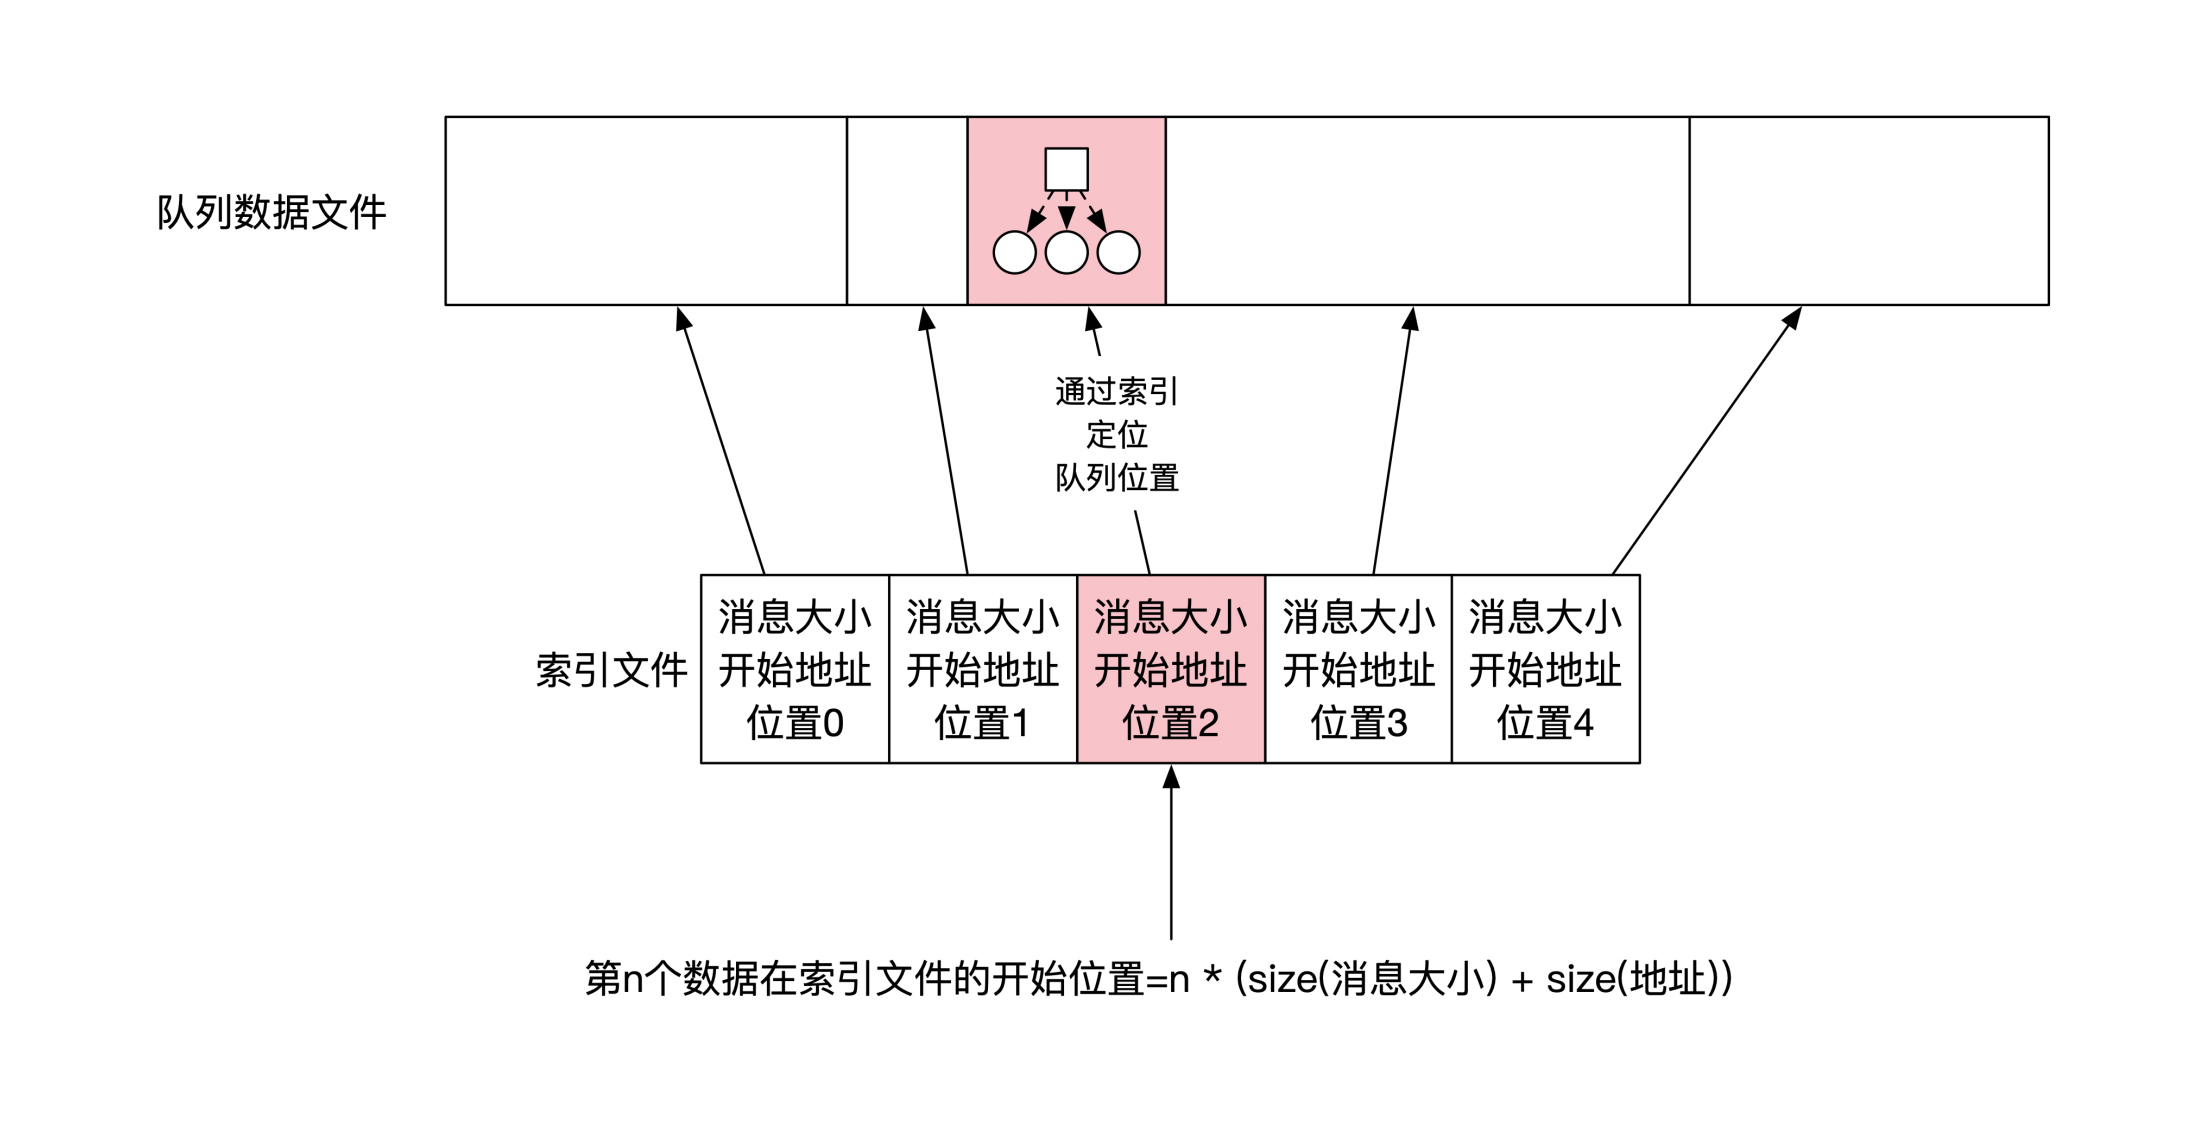 队列数据文件
通过索引
定位
队列位置
索引文件
消息大小
开始地址
位置0
消息大小
开始地址
位置1
消息大小
开始地址
位置2
消息大小
开始地址
位置3
消息大小
开始地址
位置4
第n个数据在索引文件的开始位置=n * (size(消息大小) + size(地址))